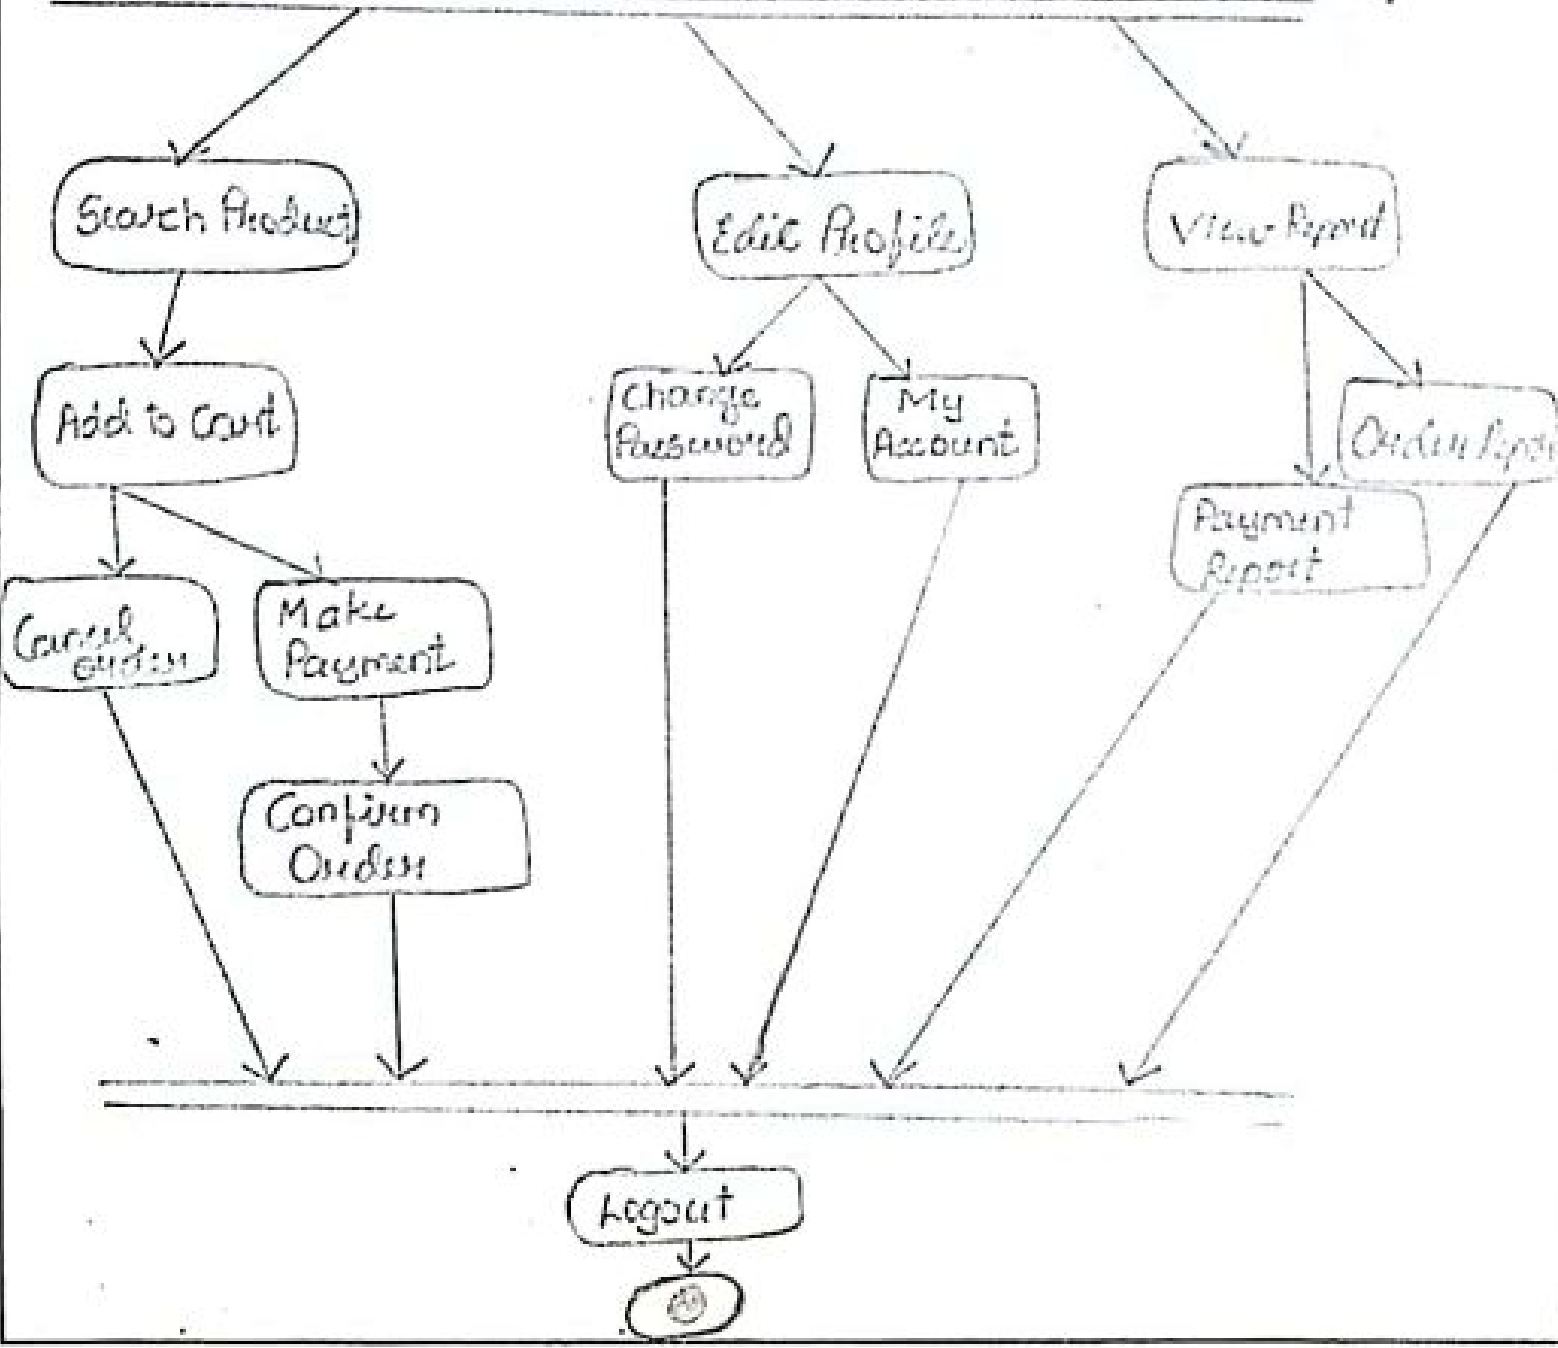 Search Product
Edit Profile
View Report
Add to Cart
Change
Password
My
Account
Order Repor
Payment
Report
Cancel
order
Make
Payment
Confirm
Order
Logout